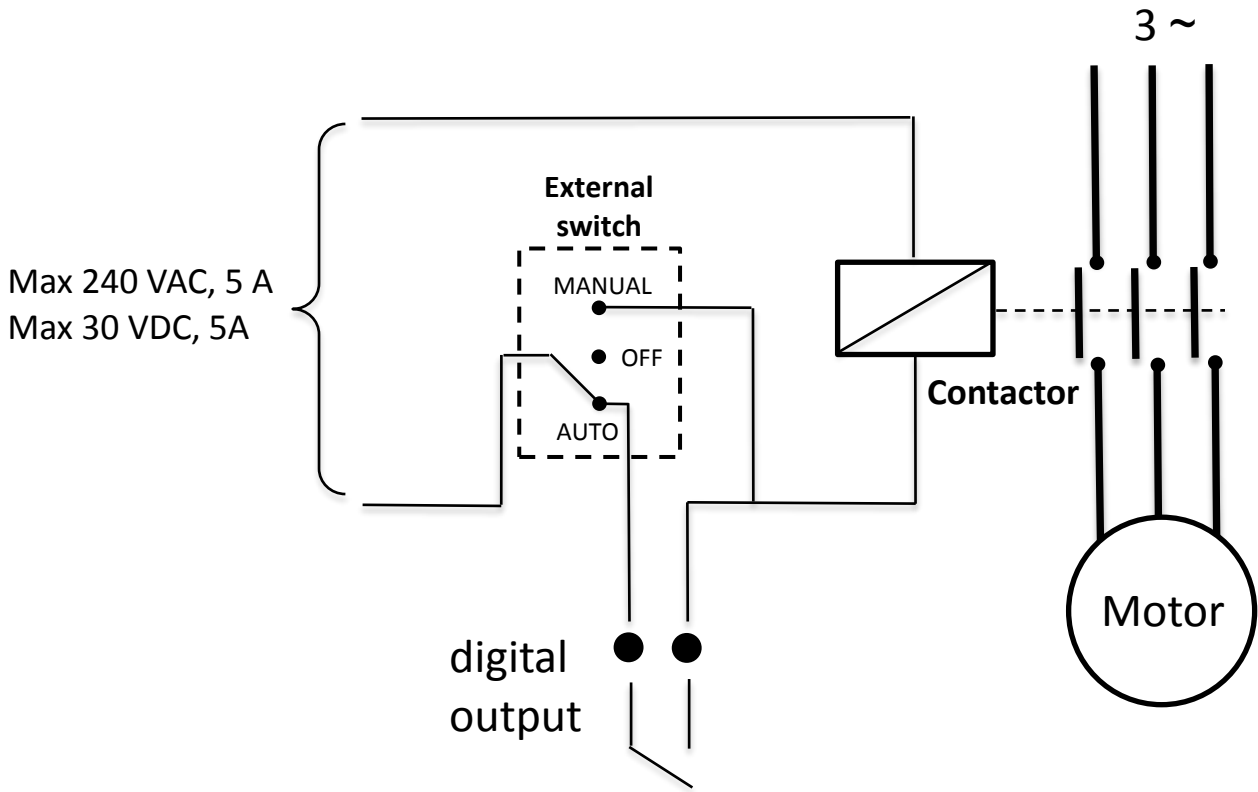 3 ~
External
switch
MANUAL
Max 240 VAC, 5 A
Max 30 VDC, 5A
OFF
Contactor
AUTO
Motor
digital
output